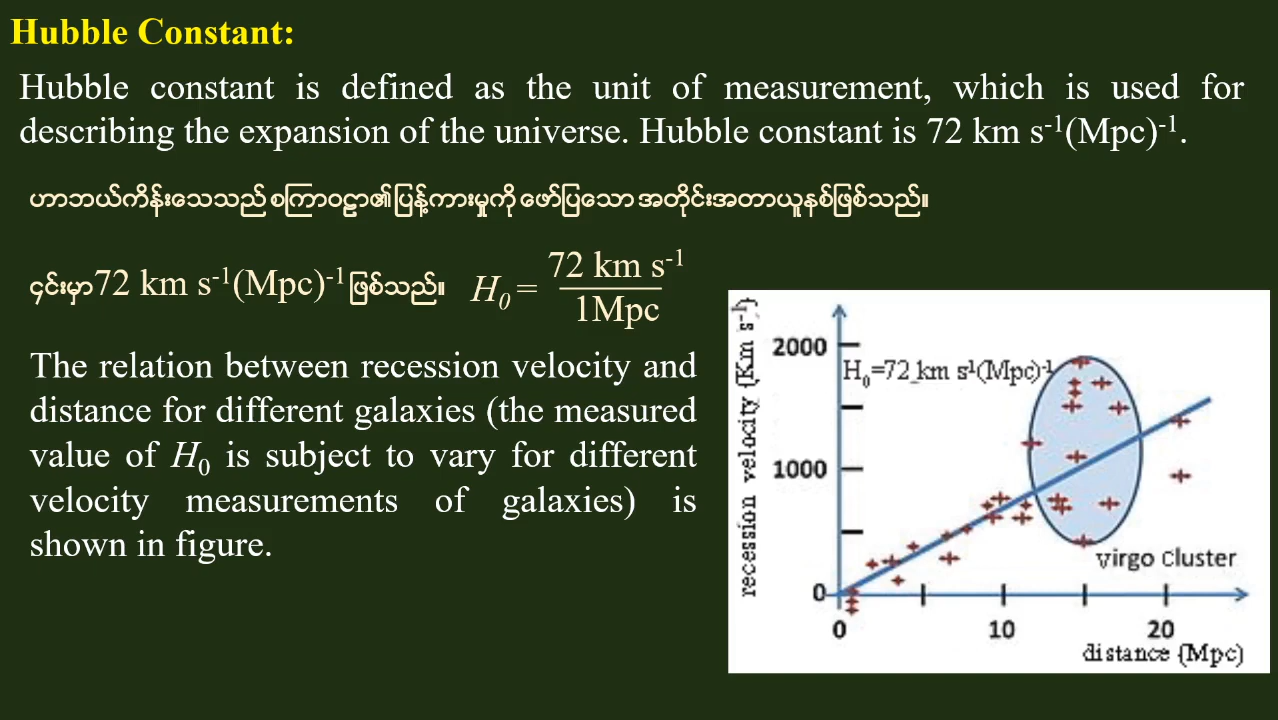 Hubble Constant:
Hubble constant is defined as the unit of measurement, which is used for
describing the expansion of the universe. Hubble constant is 72 km s⁻¹(Mpc)⁻¹.
ဟာဘယ်ကိန်းသေသည် စကြာဝဠာ၏ပြန့်ကားမှုကို ဖော်ပြသော အတိုင်းအတာယူနစ်ဖြစ်သည်။
၄င်းမှာ72 km s⁻¹(Mpc)⁻¹ဖြစ်သည်။ H₀ = 72 km s⁻¹
1Mpc
The relation between recession velocity and
distance for different galaxies (the measured
value of H₀ is subject to vary for different
velocity measurements of galaxies) is
shown in figure.
recession velocity (Km s⁻¹)
2000
H₀=72 km s¹(Mpc)⁻¹
1000
virgo Cluster
0
0 10 20
distance (Mpc)